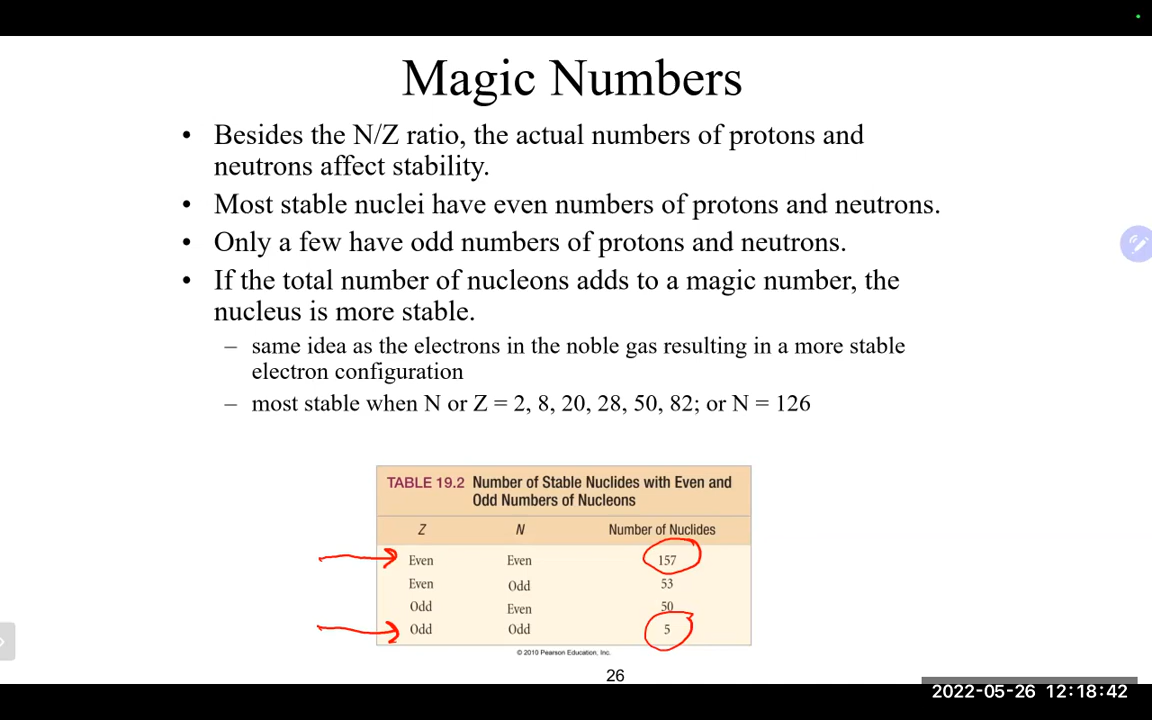 Magic Numbers
• Besides the N/Z ratio, the actual numbers of protons and
neutrons affect stability.
• Most stable nuclei have even numbers of protons and neutrons.
• Only a few have odd numbers of protons and neutrons.
• If the total number of nucleons adds to a magic number, the
nucleus is more stable.
– same idea as the electrons in the noble gas resulting in a more stable
electron configuration
– most stable when N or Z = 2, 8, 20, 28, 50, 82; or N = 126
TABLE 19.2 Number of Stable Nuclides with Even and
Odd Numbers of Nucleons
Z N Number of Nuclides
Even Even 157
Even Odd 53
Odd Even 50
Odd Odd 5
© 2010 Pearson Education, Inc.
26
2022-05-26 12:18:42